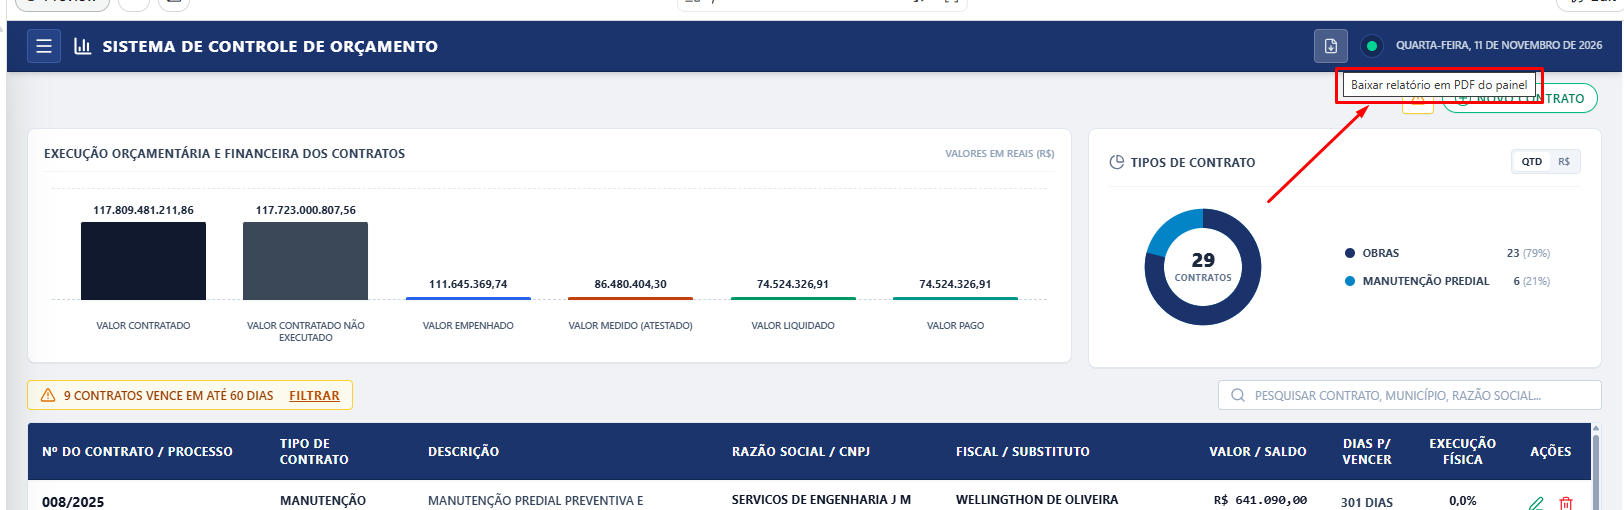 SISTEMA DE CONTROLE DE ORÇAMENTO
QUARTA-FEIRA, 11 DE NOVEMBRO DE 2026
Baixar relatório em PDF do painel
NOVO CONTRATO
EXECUÇÃO ORÇAMENTÁRIA E FINANCEIRA DOS CONTRATOS
VALORES EM REAIS (R$)
117.809.481.211,86
117.723.000.807,56
111.645.369,74
86.480.404,30
74.524.326,91
74.524.326,91
VALOR CONTRATADO
VALOR CONTRATADO NÃO
EXECUTADO
VALOR EMPENHADO
VALOR MEDIDO (ATESTADO)
VALOR LIQUIDADO
VALOR PAGO
TIPOS DE CONTRATO
QTD R$
29
CONTRATOS
OBRAS 23 (79%)
MANUTENÇÃO PREDIAL 6 (21%)
9 CONTRATOS VENCE EM ATÉ 60 DIAS FILTRAR
PESQUISAR CONTRATO, MUNICÍPIO, RAZÃO SOCIAL...
Nº DO CONTRATO / PROCESSO
TIPO DE
CONTRATO
DESCRIÇÃO
RAZÃO SOCIAL / CNPJ
FISCAL / SUBSTITUTO
VALOR / SALDO
DIAS P/
VENCER
EXECUÇÃO
FÍSICA
AÇÕES
008/2025
MANUTENÇÃO
MANUTENÇÃO PREDIAL PREVENTIVA E
SERVICOS DE ENGENHARIA J M
WELLINGTHON DE OLIVEIRA
R$ 641.090,00
301 DIAS
0,0%